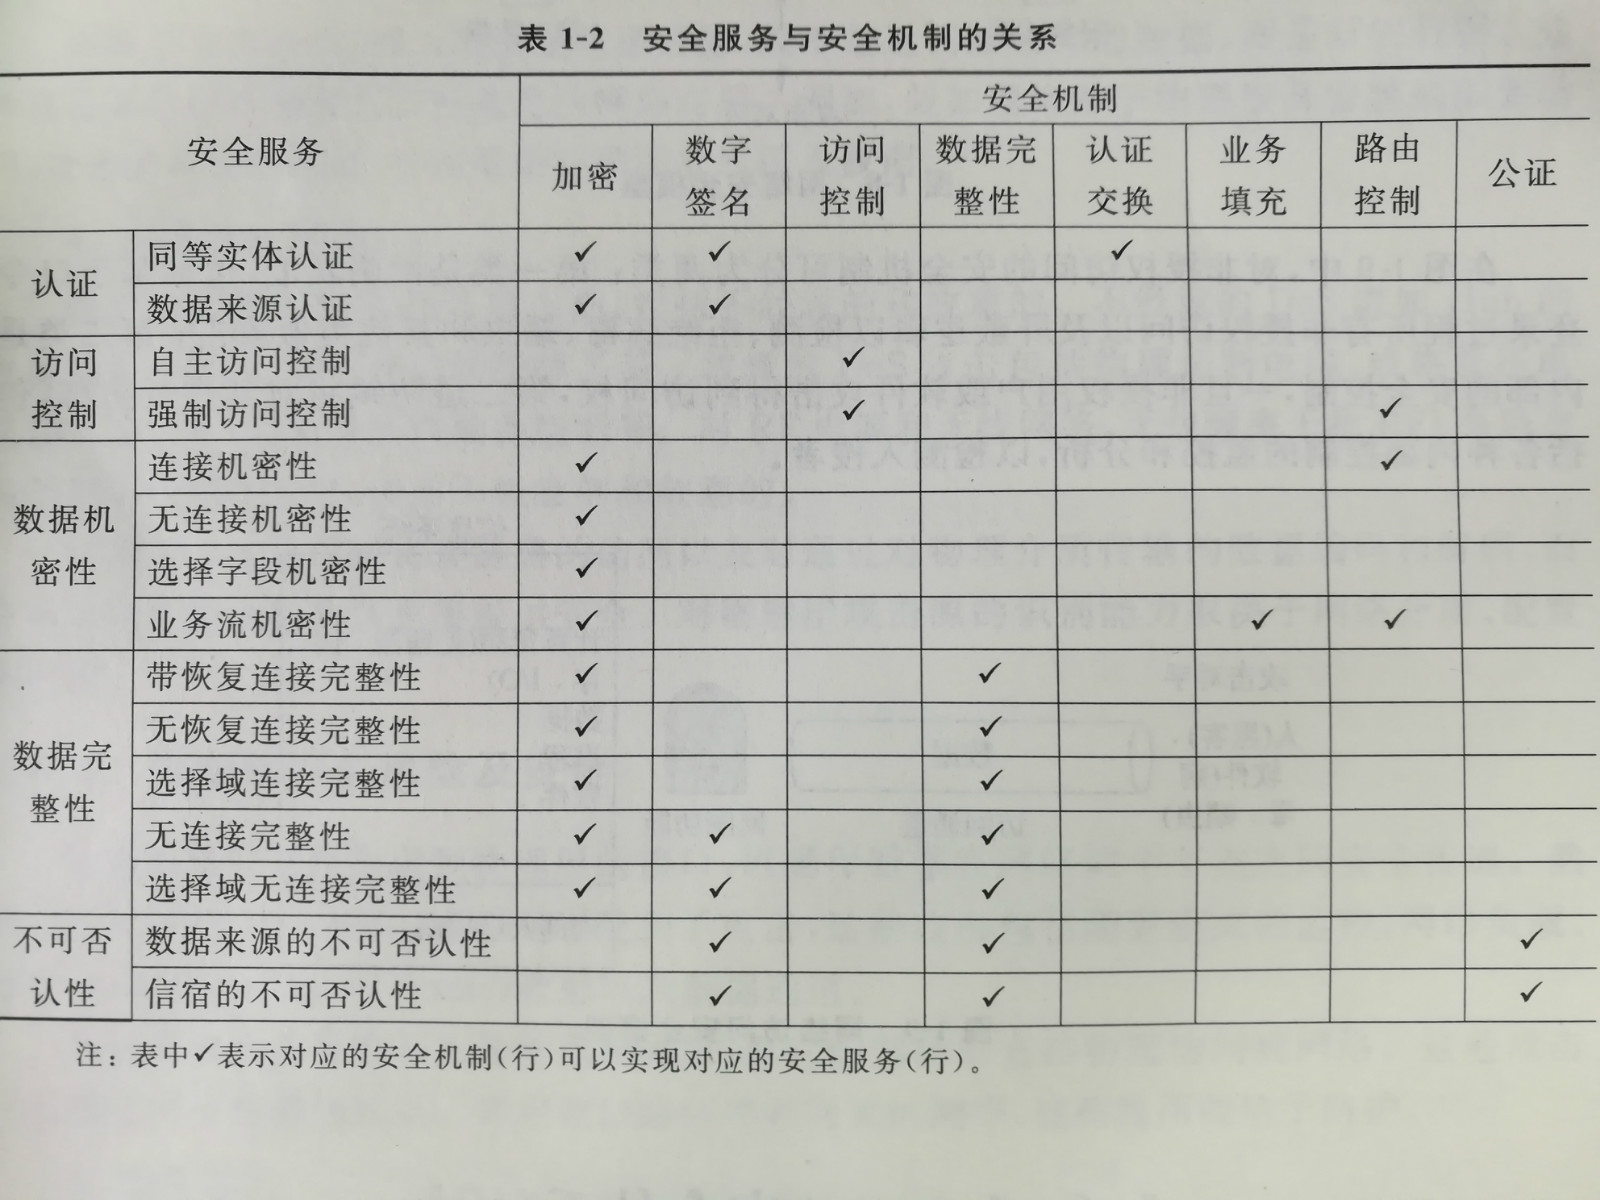 表 1-2 安全服务与安全机制的关系
安全服务 安全机制
加密 数字签名 访问控制 数据完整性 认证交换 业务填充 路由控制 公证
认证 同等实体认证 ✓ ✓ ✓
数据来源认证 ✓ ✓
访问控制 自主访问控制 ✓
强制访问控制 ✓ ✓
数据机密性 连接机密性 ✓ ✓
无连接机密性 ✓
选择字段机密性 ✓
业务流机密性 ✓ ✓ ✓
数据完整性 带恢复连接完整性 ✓ ✓
无恢复连接完整性 ✓ ✓
选择域连接完整性 ✓ ✓
无连接完整性 ✓ ✓ ✓
选择域无连接完整性 ✓ ✓ ✓
不可否认性 数据来源的不可否认性 ✓ ✓ ✓
信宿的不可否认性 ✓ ✓ ✓
注：表中✓表示对应的安全机制(行)可以实现对应的安全服务(行)。